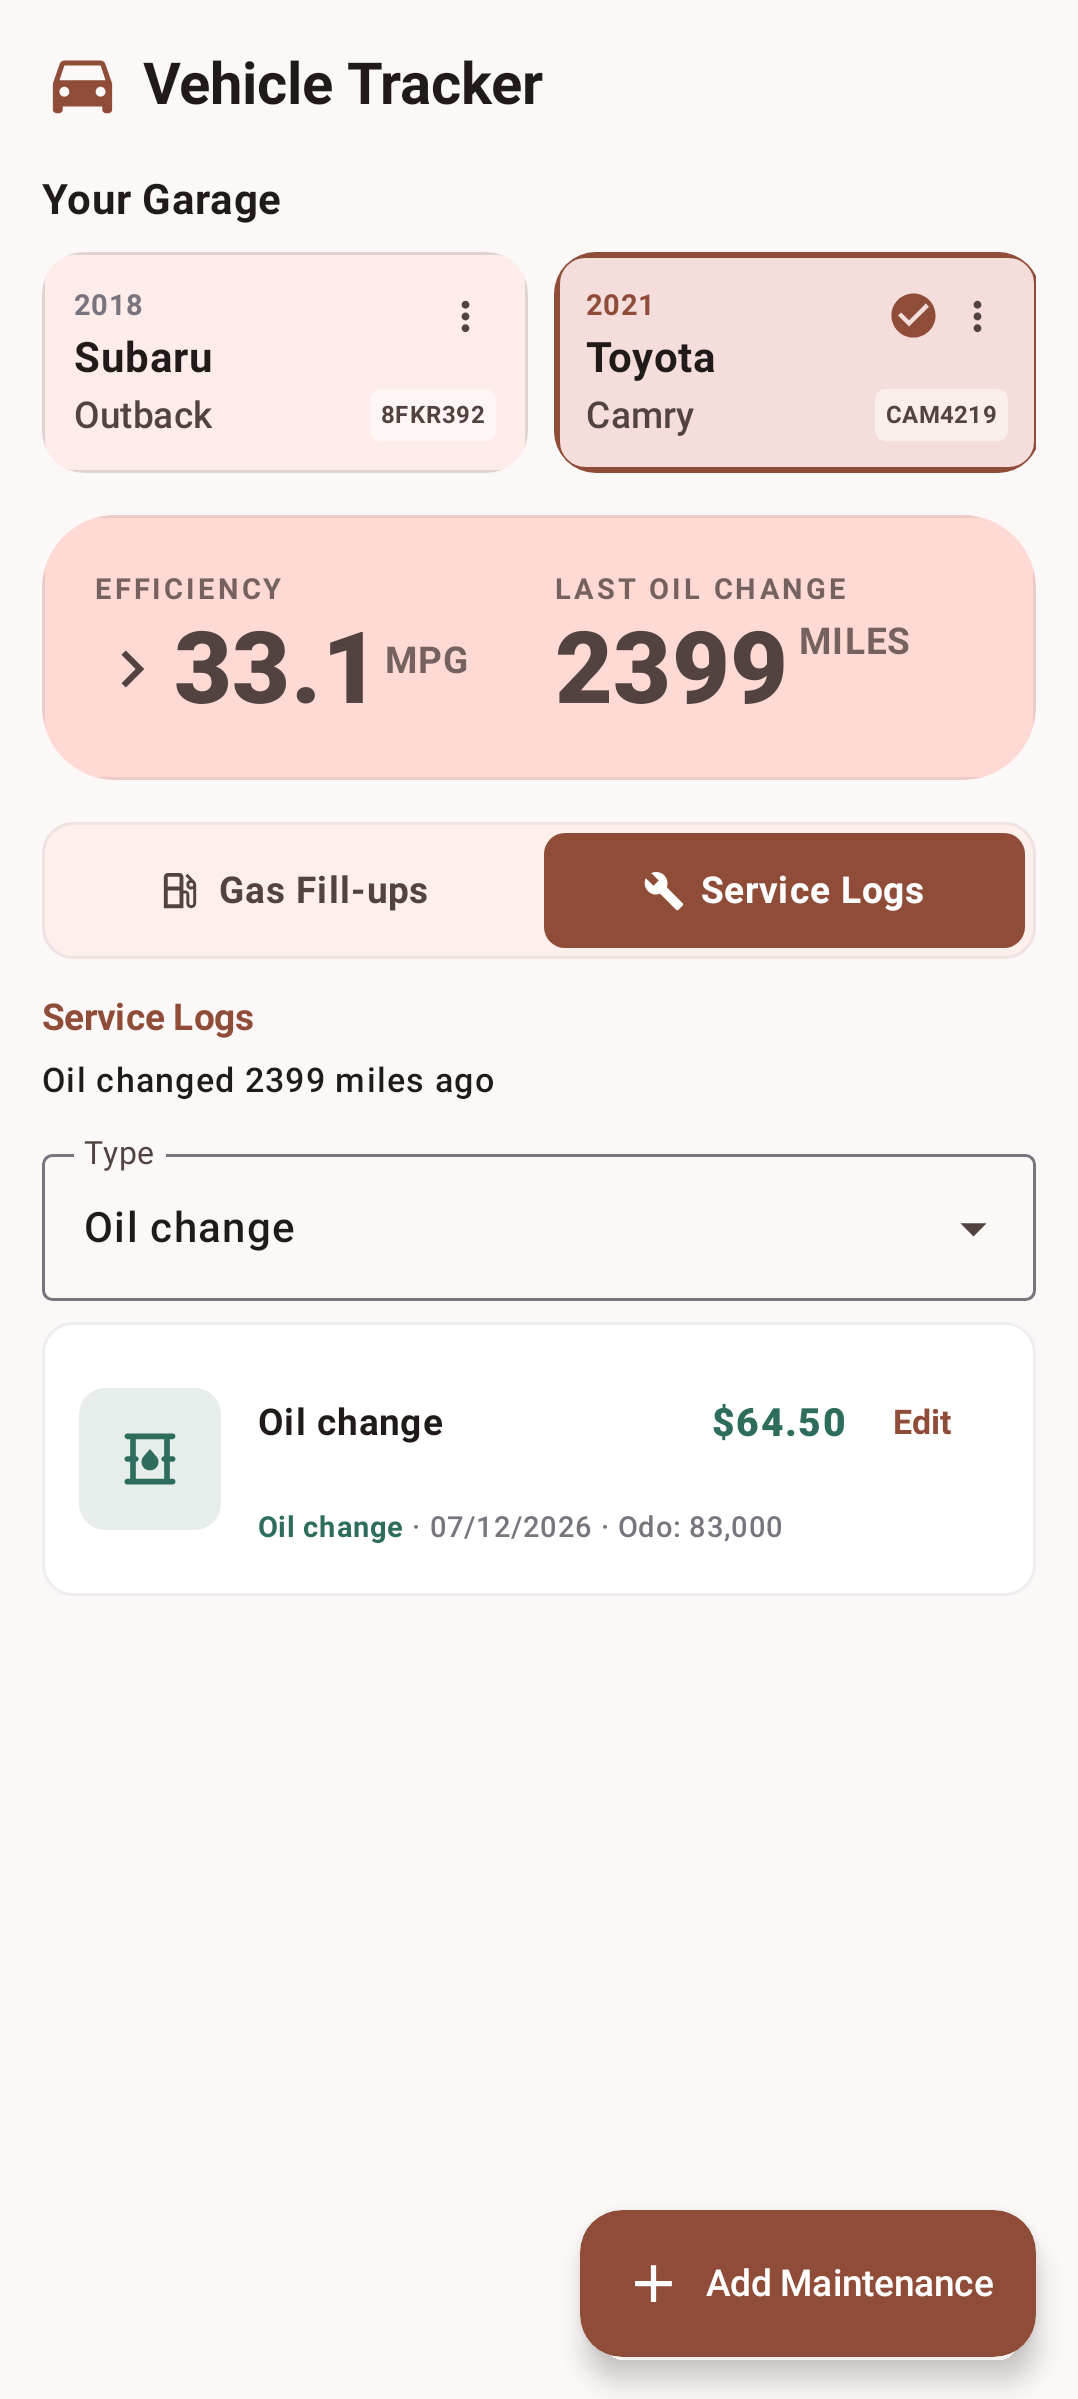 Vehicle Tracker
Your Garage
2018
Subaru
Outback
8FKR392
2021
Toyota
Camry
CAM4219
EFFICIENCY
33.1 MPG
LAST OIL CHANGE
2399 MILES
Gas Fill-ups
Service Logs
Service Logs
Oil changed 2399 miles ago
Type
Oil change
Oil change
$64.50
Edit
Oil change · 07/12/2026 · Odo: 83,000
Add Maintenance